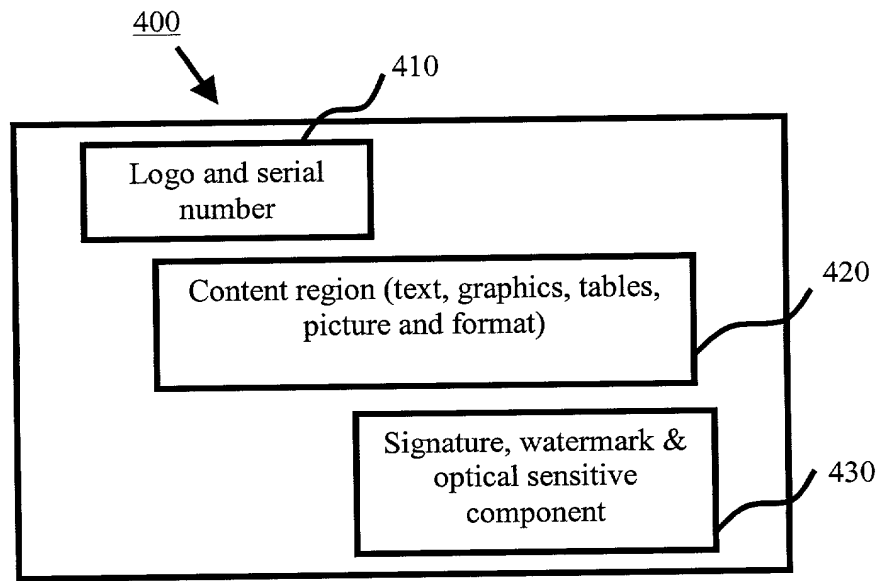 400
410
Logo and serial
number
Content region (text, graphics, tables,
picture and format)
420
Signature, watermark &
optical sensitive
component
430